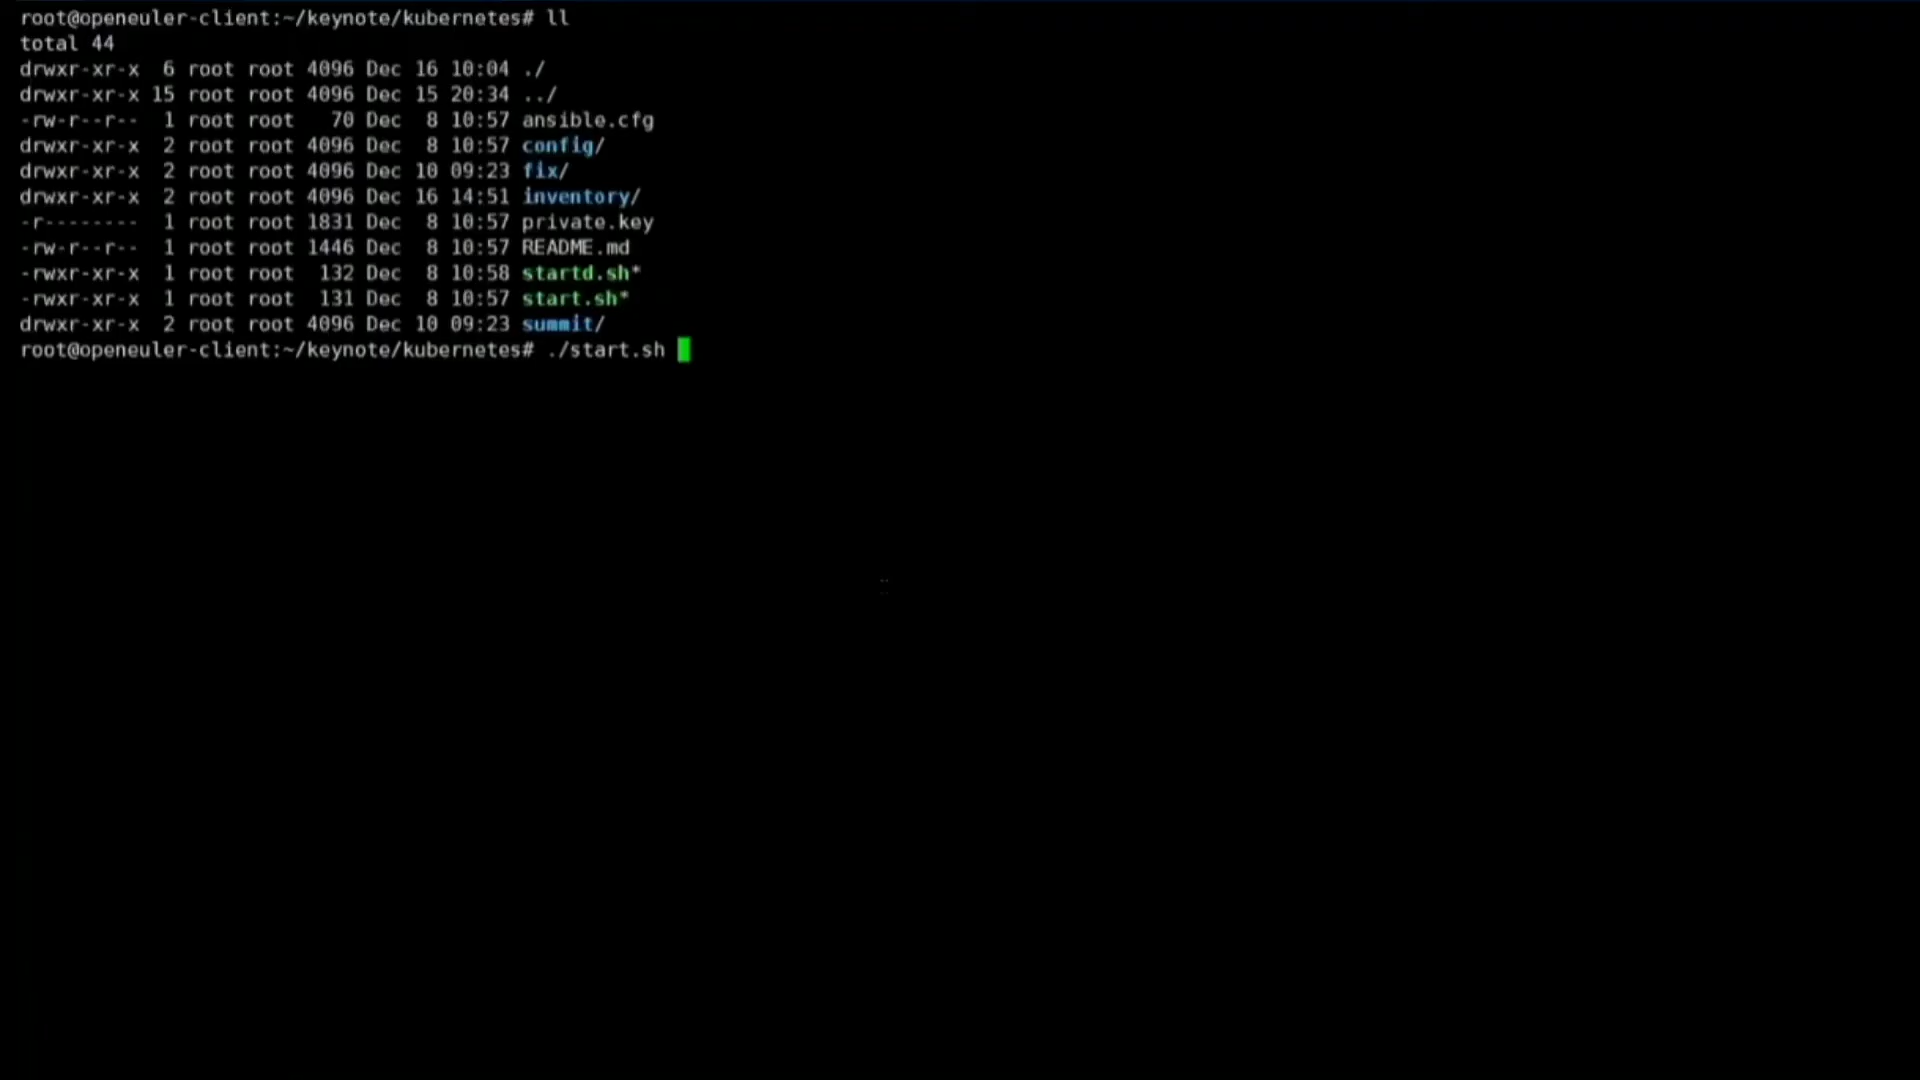 root@openeuler-client:~/keynote/kubernetes# ll
total 44
drwxr-xr-x  6 root root 4096 Dec 16 10:04 ./
drwxr-xr-x 15 root root 4096 Dec 15 20:34 ../
-rw-r--r--  1 root root   70 Dec  8 10:57 ansible.cfg
drwxr-xr-x  2 root root 4096 Dec  8 10:57 config/
drwxr-xr-x  2 root root 4096 Dec 10 09:23 fix/
drwxr-xr-x  2 root root 4096 Dec 16 14:51 inventory/
-r--------  1 root root 1831 Dec  8 10:57 private.key
-rw-r--r--  1 root root 1446 Dec  8 10:57 README.md
-rwxr-xr-x  1 root root  132 Dec  8 10:58 startd.sh*
-rwxr-xr-x  1 root root  131 Dec  8 10:57 start.sh*
drwxr-xr-x  2 root root 4096 Dec 10 09:23 summit/
root@openeuler-client:~/keynote/kubernetes# ./start.sh